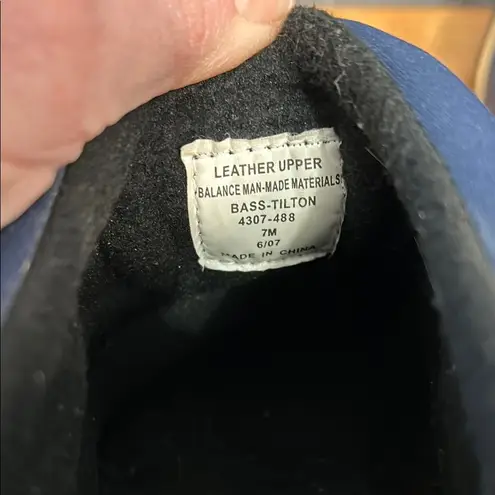 LEATHER UPPER
BALANCE MAN-MADE MATERIALS
BASS-TILTON
4307-488
7M
6/07
MADE IN CHINA